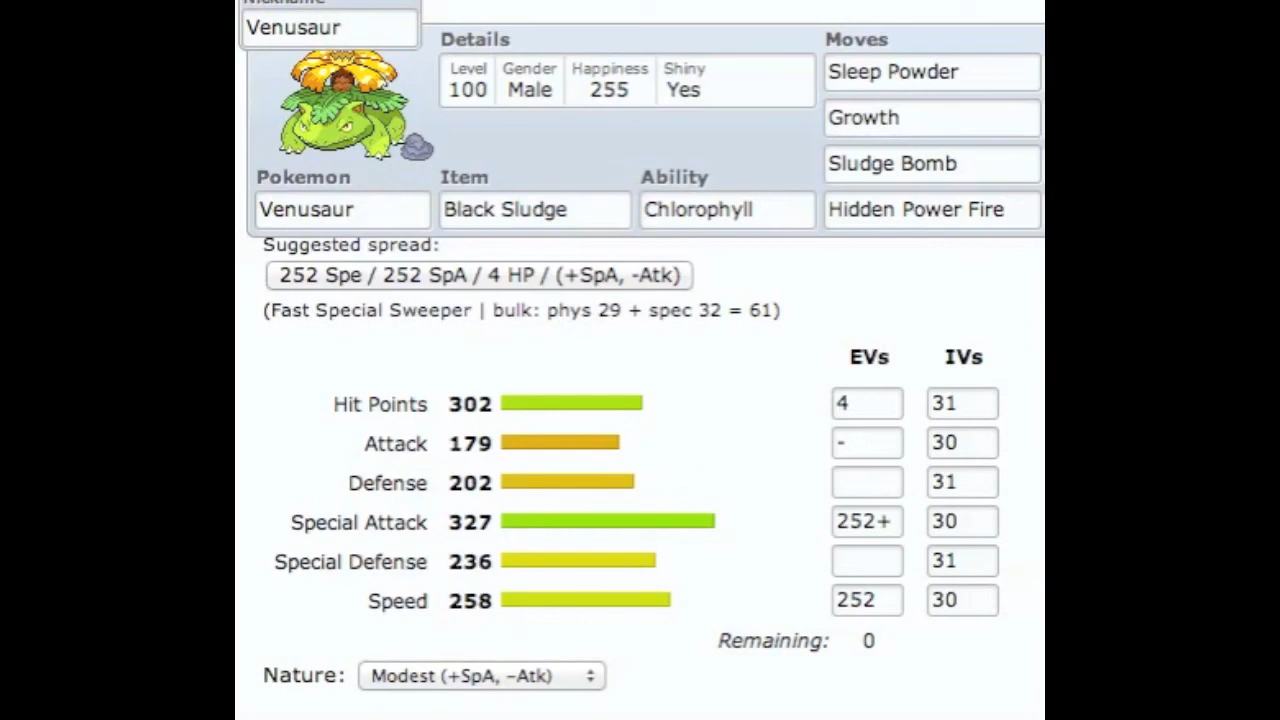 Nickname
Venusaur
Details
Moves
Level Gender Happiness Shiny
100 Male 255 Yes
Sleep Powder
Growth
Sludge Bomb
Pokemon Item Ability
Venusaur Black Sludge Chlorophyll Hidden Power Fire
Suggested spread:
252 Spe / 252 SpA / 4 HP / (+SpA, -Atk)
(Fast Special Sweeper | bulk: phys 29 + spec 32 = 61)
EVs IVs
Hit Points 302 4 31
Attack 179 - 30
Defense 202 31
Special Attack 327 252+ 30
Special Defense 236 31
Speed 258 252 30
Remaining: 0
Nature: Modest (+SpA, −Atk)